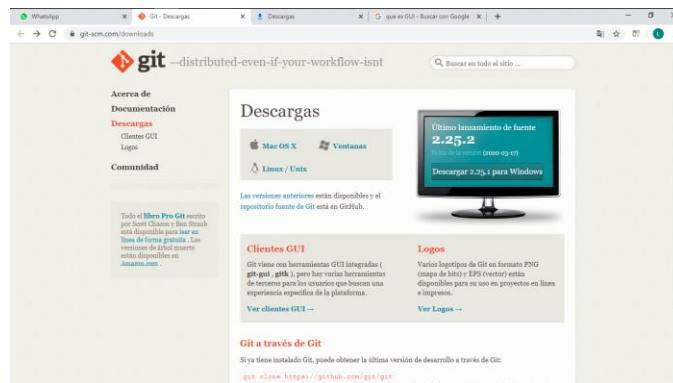 WhatsApp
Git - Descargas
Descargas
que es GUI - Buscar con Google
git-scm.com/downloads
git --distributed-even-if-your-workflow-isnt
Buscar en todo el sitio ...
Acerca de
Documentación
Descargas
Clientes GUI
Logos
Comunidad
Todo el libro Pro Git escrito
por Scott Chacon y Ben Straub
está disponible para leer en
línea de forma gratuita . Las
versiones de árbol muerto
están disponibles en
Amazon.com .
Descargas
Mac OS X
Ventanas
Linux / Unix
Las versiones anteriores están disponibles y el
repositorio fuente de Git está en GitHub.
Último lanzamiento de fuente
2.25.2
(2020-03-17)
Descargar 2.25.1 para Windows
Clientes GUI
Git viene con herramientas GUI integradas (
git-gui , gitk ), pero hay varias herramientas
de terceros para los usuarios que buscan una
experiencia específica de la plataforma.
Ver clientes GUI →
Logos
Varios logotipos de Git en formato PNG
(mapa de bits) y EPS (vector) están
disponibles para su uso en proyectos en línea
e impresos.
Ver Logos →
Git a través de Git
Si ya tiene instalado Git, puede obtener la última versión de desarrollo a través de Git:
git clone https://github.com/git/git